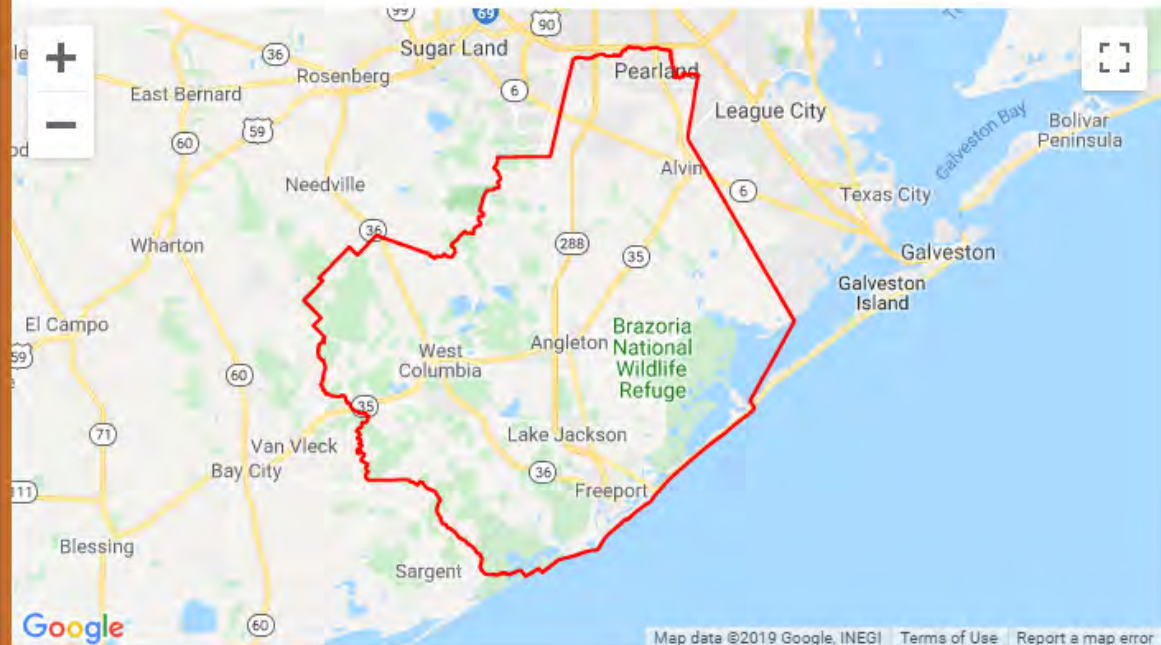 99
69
90
36
Sugar Land
Rosenberg
Pearland
6
East Bernard
League City
59
60
Galveston Bay
Bolivar
Peninsula
Alvin
6
Needville
Texas City
36
Wharton
288
35
Galveston
Galveston
Island
El Campo
59
Brazoria
National
Wildlife
Refuge
West
Columbia
Angleton
60
35
71
Van Vleck
Lake Jackson
Bay City
36
Freeport
111
Blessing
Sargent
60
Google
Map data ©2019 Google, INEGI
Terms of Use
Report a map error